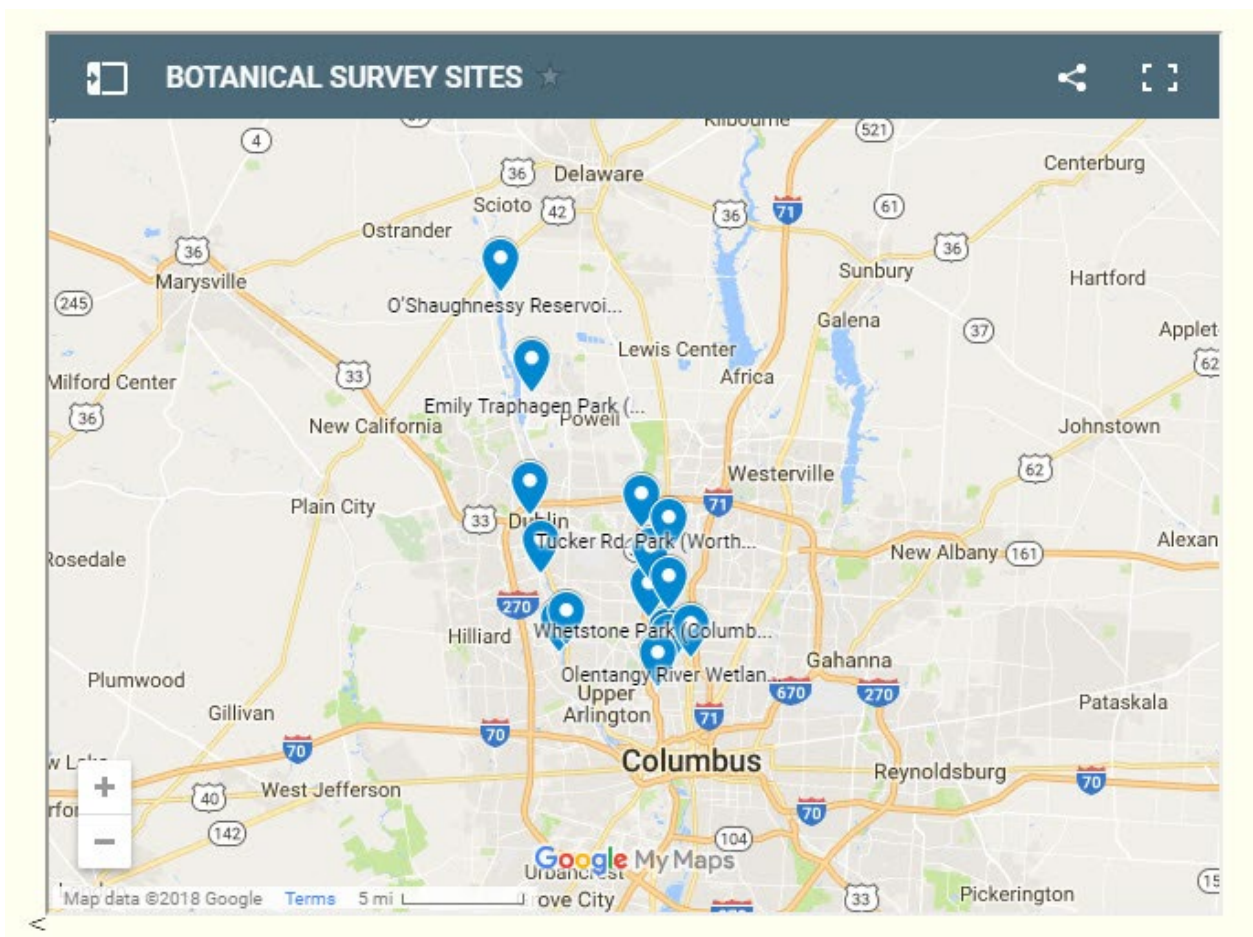 BOTANICAL SURVEY SITES
Kilbourne
521
4
Centerburg
36
Delaware
Scioto
42
36
71
61
Ostrander
36
36
Marysville
Sunbury
Hartford
245
O'Shaughnessy Reservoi...
Galena
37
Applet
Lewis Center
62
33
Africa
Milford Center
36
Emily Traphagen Park (...
Powell
New California
Johnstown
Westerville
62
Plain City
71
33
Dublin
Tucker Rd. Park (Worth...
Alexan
Rosedale
New Albany
161
270
Hilliard
Whetstone Park (Columb...
Gahanna
Olentangy River Wetlan...
Plumwood
Upper
Arlington
670
270
Pataskala
Gillivan
71
70
70
Columbus
Reynoldsburg
70
West Jefferson
40
70
142
104
Google My Maps
Urbancrest
Pickerington
33
15
Map data ©2018 Google
Terms
5 mi
ove City
<